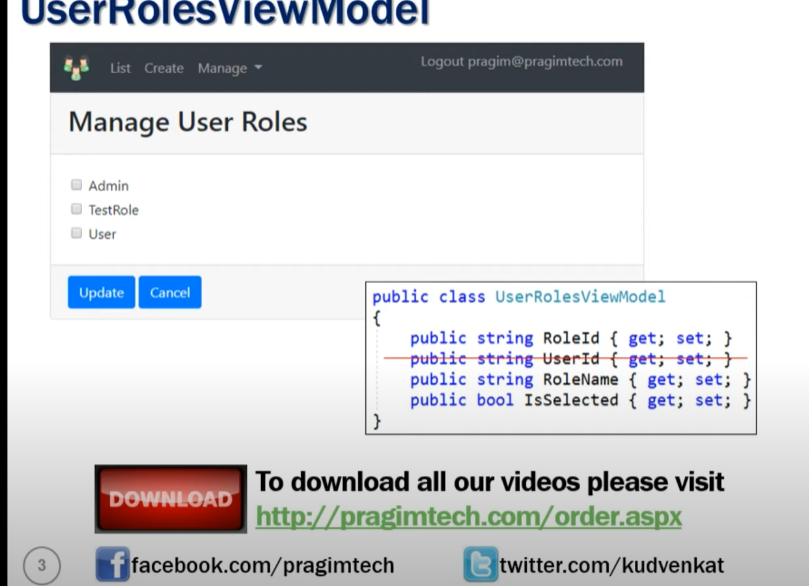 UserRolesViewModel
List Create Manage Logout pragim@pragimtech.com
Manage User Roles
Admin
TestRole
User
Update Cancel
public class UserRolesViewModel
{
public string RoleId { get; set; }
public string UserId { get; set; }
public string RoleName { get; set; }
public bool IsSelected { get; set; }
}
DOWNLOAD To download all our videos please visit
http://pragimtech.com/order.aspx
3 facebook.com/pragimtech twitter.com/kudvenkat